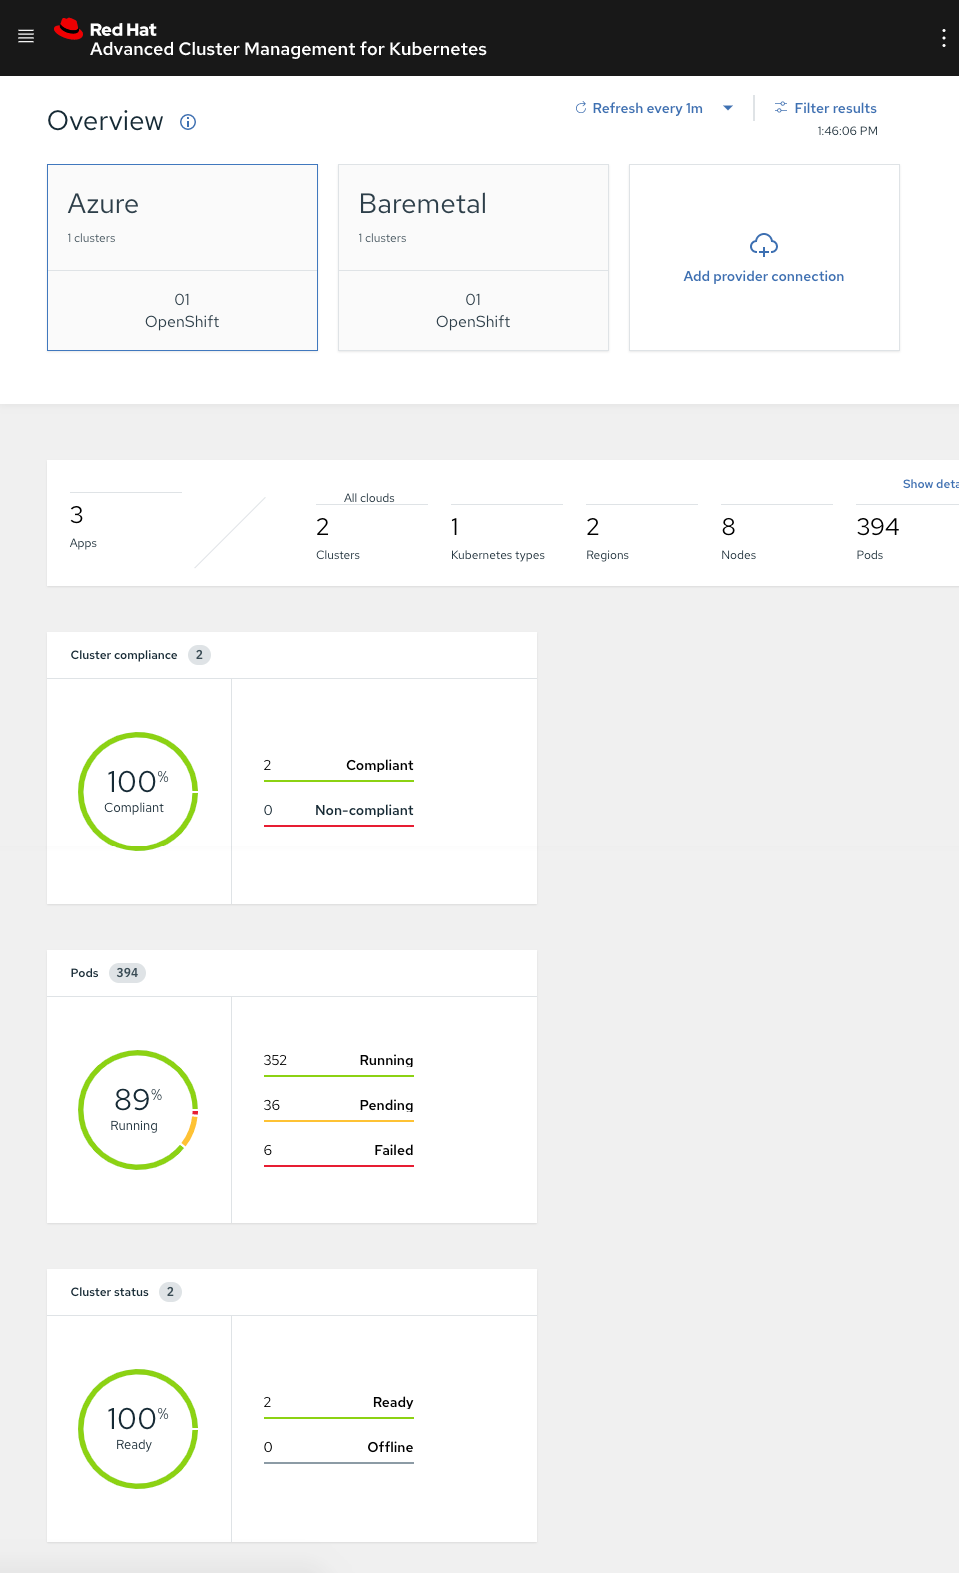 Red Hat
Advanced Cluster Management for Kubernetes
Overview
Refresh every 1m
Filter results
1:46:06 PM
Azure
1 clusters
01
OpenShift
Baremetal
1 clusters
01
OpenShift
Add provider connection
Show deta
3
Apps
All clouds
2
Clusters
1
Kubernetes types
2
Regions
8
Nodes
394
Pods
Cluster compliance 2
100%
Compliant
2 Compliant
0 Non-compliant
Pods 394
89%
Running
352 Running
36 Pending
6 Failed
Cluster status 2
100%
Ready
2 Ready
0 Offline